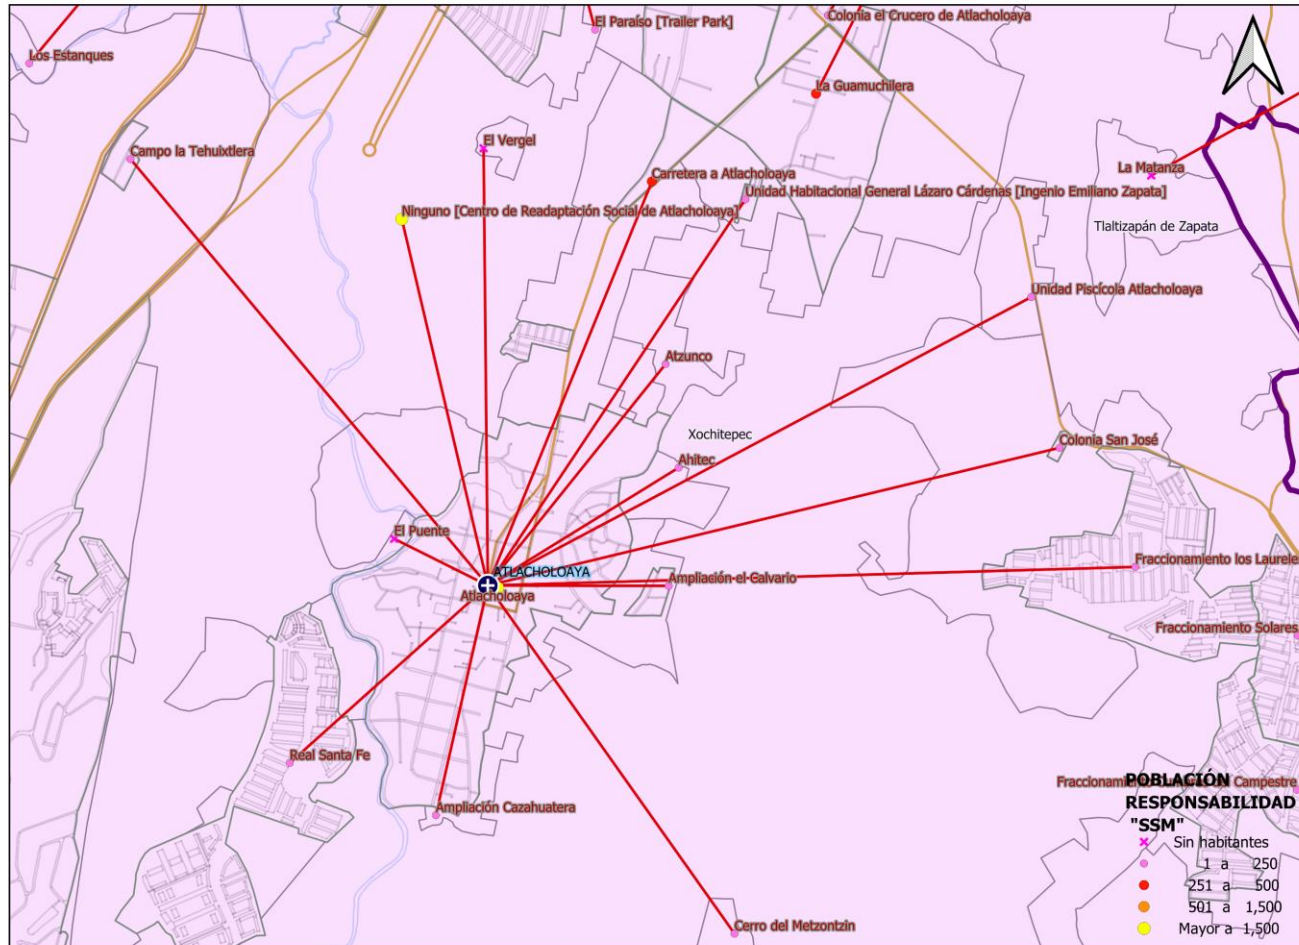 Colonia el Crucero de Atlacholoaya
El Paraíso [Trailer Park]
Los Estanques
La Guamuchilera
El Vergel
Campo la Tehuixtlera
La Matanza
Carretera a Atlacholoaya
Unidad Habitacional General Lázaro Cárdenas [Ingenio Emiliano Zapata]
Ninguno [Centro de Readaptación Social de Atlacholoaya]
Tlaltizapán de Zapata
Unidad Piscícola Atlacholoaya
Atzunco
Xochitepec
Colonia San José
Ahitec
El Puente
Fraccionamiento los Laurele
ATLACHOLOAYA
Ampliación el Calvario
Atlacholoaya
Fraccionamiento Solares
Real Santa Fe
Fraccionamiento del Campestre
POBLACIÓN
RESPONSABILIDAD
"SSM"
Sin habitantes
1 a 250
251 a 500
501 a 1,500
Mayor a 1,500
Ampliación Cazahuatera
Cerro del Metzontzin